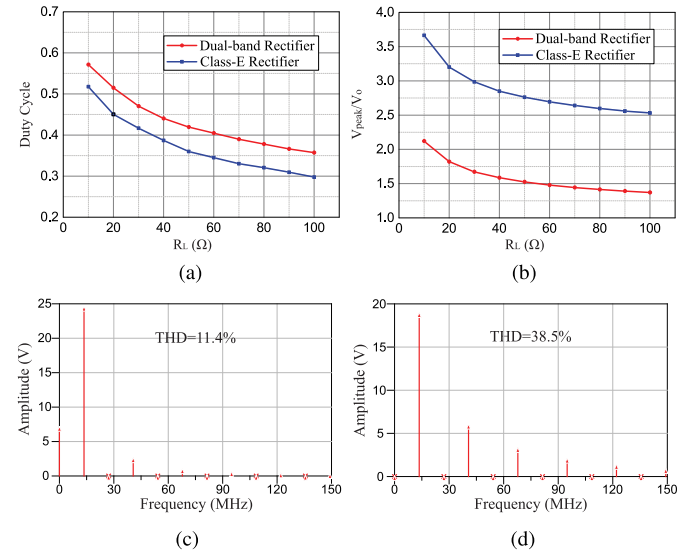 0.7
0.6
0.5
0.4
0.3
0.2
Duty Cycle
Dual-band Rectifier
Class-E Rectifier
0 20 40 60 80 100
RL (Ω)
(a)
4.0
3.5
3.0
2.5
2.0
1.5
1.0
Vpeak/Vo
Dual-band Rectifier
Class-E Rectifier
0 20 40 60 80 100
RL (Ω)
(b)
25
20
15
10
5
0
Amplitude (V)
THD=11.4%
0 30 60 90 120 150
Frequency (MHz)
(c)
20
15
10
5
0
Amplitude (V)
THD=38.5%
0 30 60 90 120 150
Frequency (MHz)
(d)